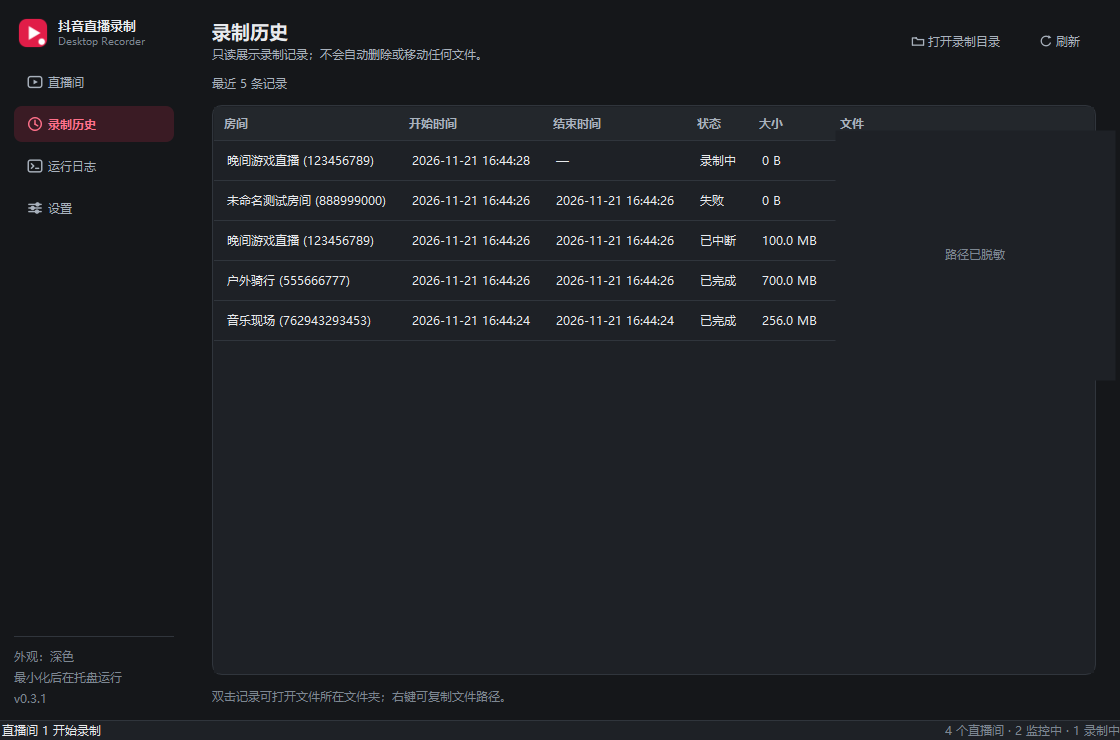 抖音直播录制
Desktop Recorder
直播间
录制历史
运行日志
设置
外观：深色
最小化后在托盘运行
v0.3.1
录制历史
只读展示录制记录；不会自动删除或移动任何文件。
打开录制目录 刷新
最近 5 条记录
房间 开始时间 结束时间 状态 大小 文件
晚间游戏直播 (123456789) 2026-11-21 16:44:28 — 录制中 0 B
未命名测试房间 (888999000) 2026-11-21 16:44:26 2026-11-21 16:44:26 失败 0 B
晚间游戏直播 (123456789) 2026-11-21 16:44:26 2026-11-21 16:44:26 已中断 100.0 MB
户外骑行 (555666777) 2026-11-21 16:44:26 2026-11-21 16:44:26 已完成 700.0 MB
音乐现场 (762943293453) 2026-11-21 16:44:24 2026-11-21 16:44:24 已完成 256.0 MB
路径已脱敏
双击记录可打开文件所在文件夹；右键可复制文件路径。
直播间 1 开始录制
4 个直播间 · 2 监控中 · 1 录制中